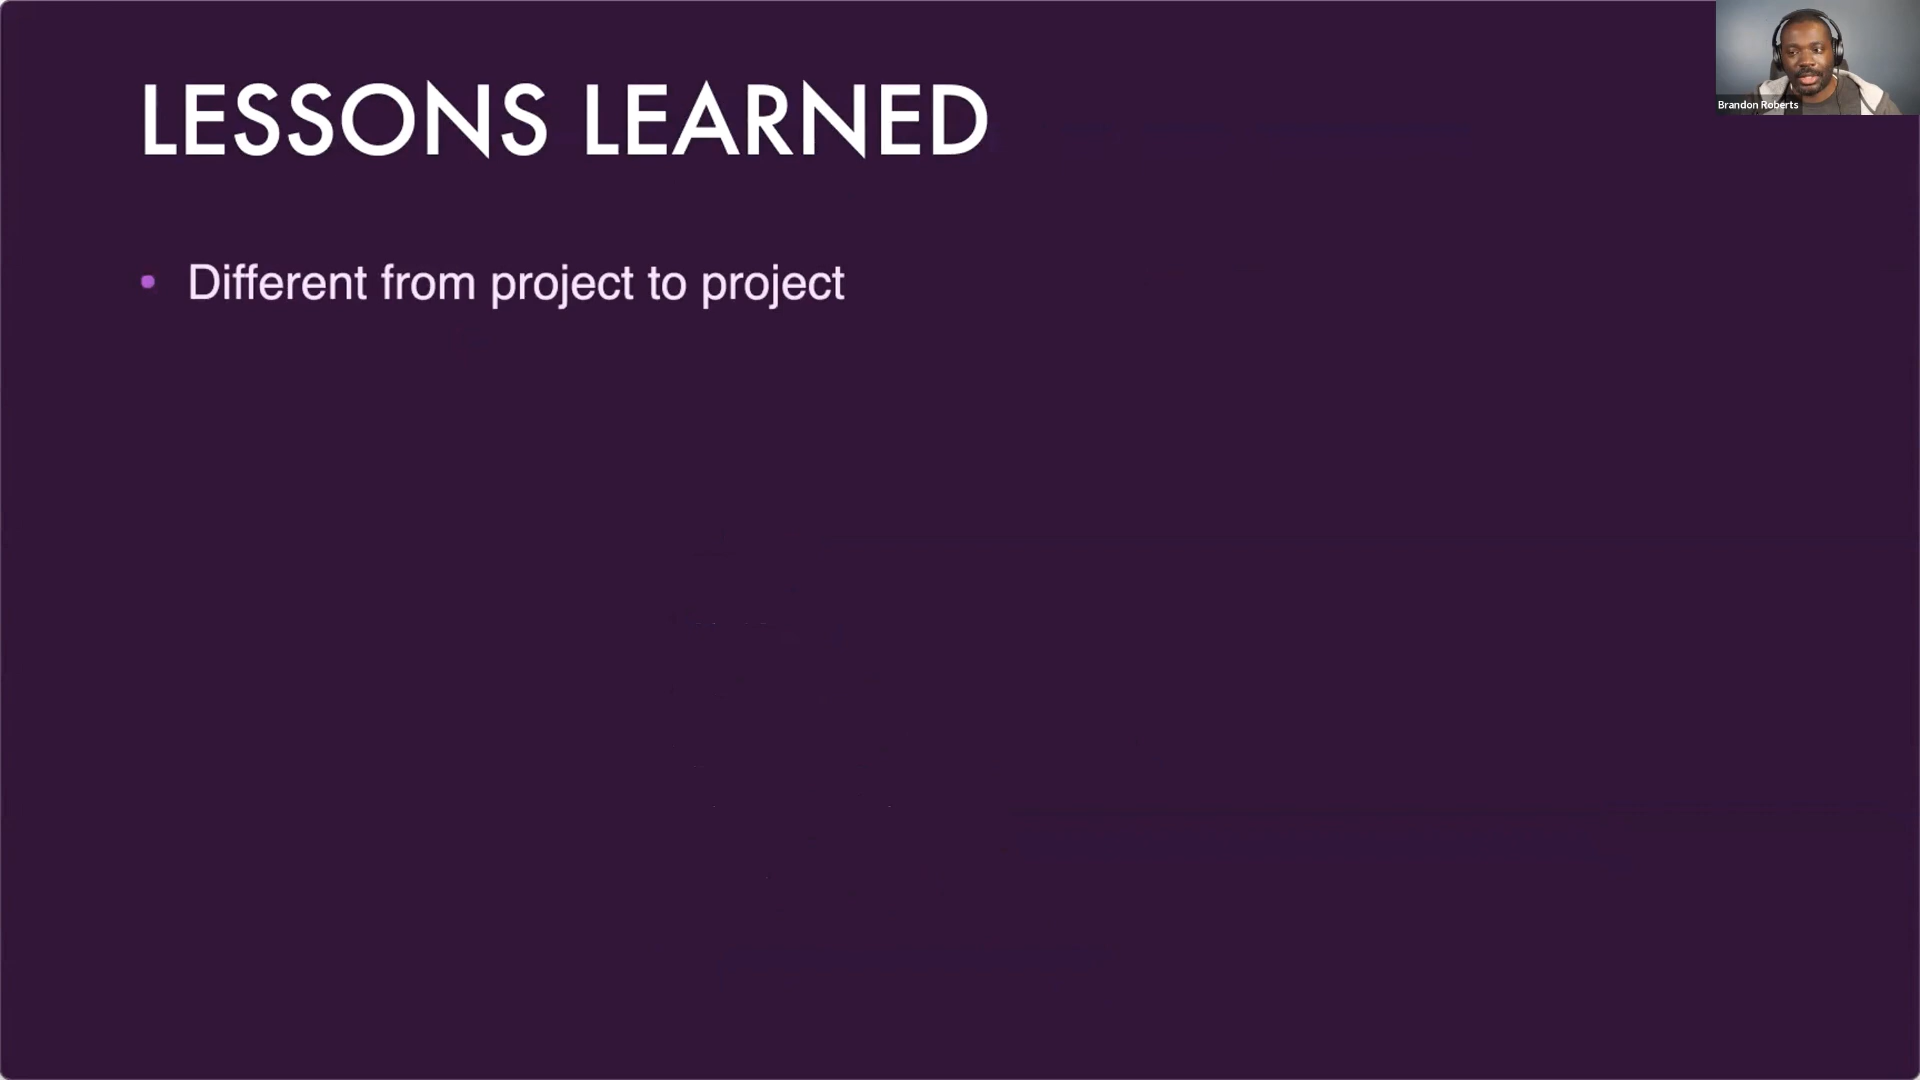 LESSONS LEARNED
Brandon Roberts
• Different from project to project